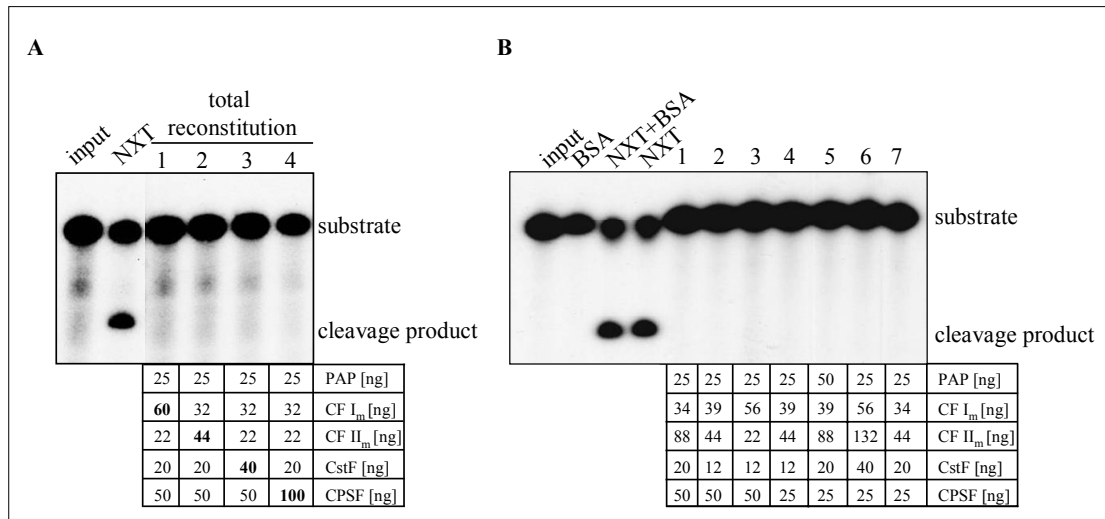 A
total
reconstitution
input NXT 1 2 3 4
substrate
cleavage product
25 25 25 25 PAP [ng]
60 32 32 32 CF Im [ng]
22 44 22 22 CF IIm [ng]
20 20 40 20 CstF [ng]
50 50 50 100 CPSF [ng]
B
input BSA NXT+BSA NXT 1 2 3 4 5 6 7
substrate
cleavage product
25 25 25 25 50 25 25 PAP [ng]
34 39 56 39 39 56 34 CF Im [ng]
88 44 22 44 88 132 44 CF IIm [ng]
20 12 12 12 20 40 20 CstF [ng]
50 50 50 25 25 25 25 CPSF [ng]